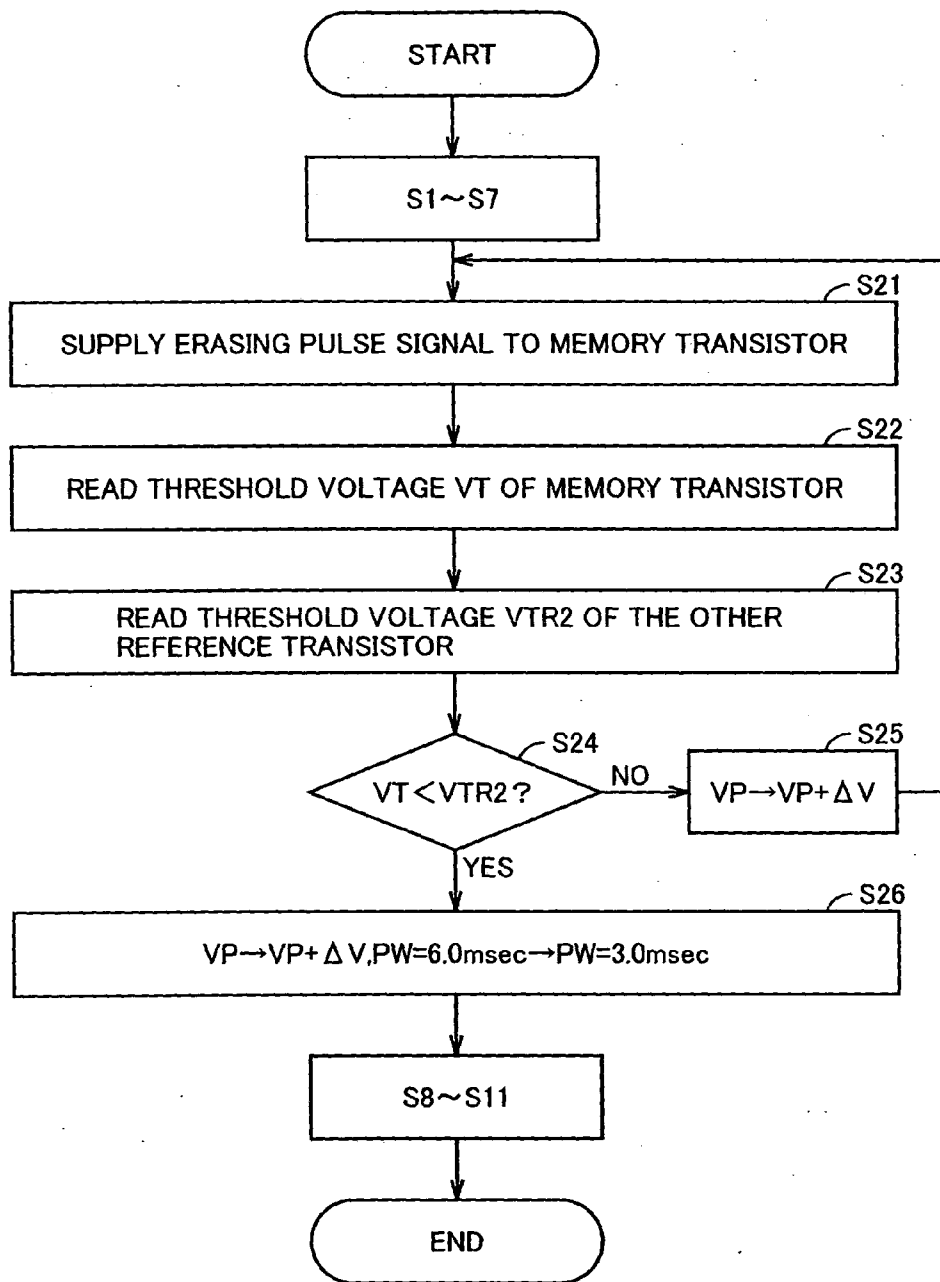 START
S1～S7
S21
SUPPLY ERASING PULSE SIGNAL TO MEMORY TRANSISTOR
S22
READ THRESHOLD VOLTAGE VT OF MEMORY TRANSISTOR
S23
READ THRESHOLD VOLTAGE VTR2 OF THE OTHER
REFERENCE TRANSISTOR
S24
VT＜VTR2?
NO
S25
VP→VP+ΔV
YES
S26
VP→VP+ΔV,PW=6.0msec→PW=3.0msec
S8～S11
END